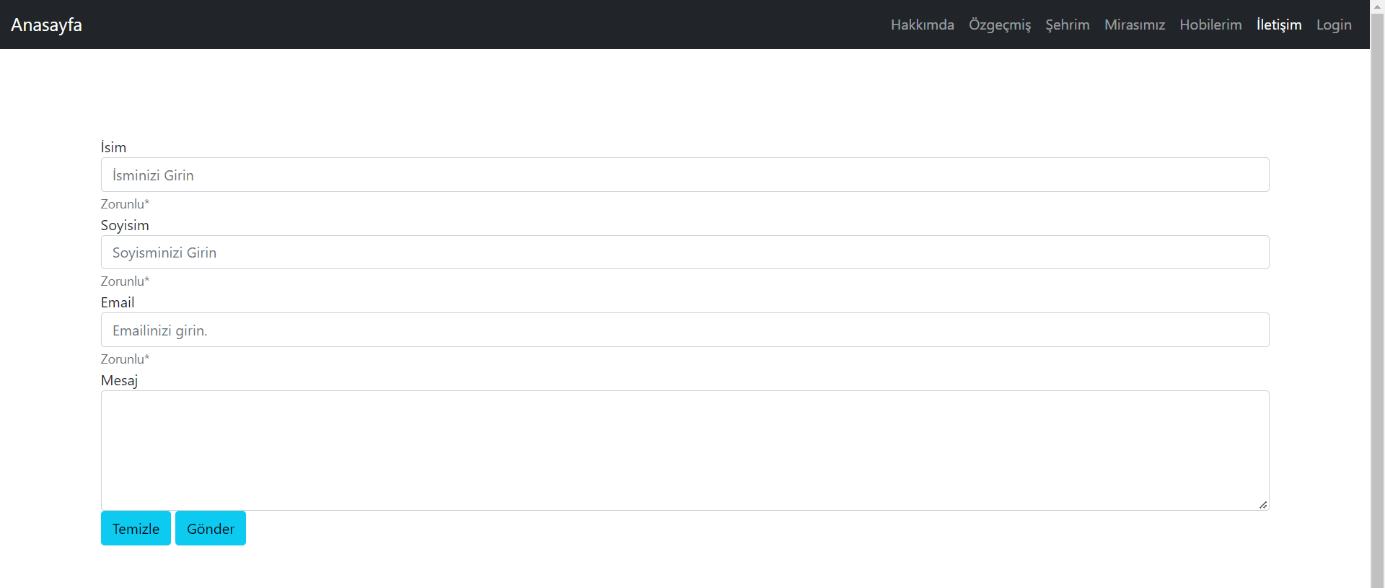 Anasayfa Hakkımda Özgeçmiş Şehrim Mirasımız Hobilerim İletişim Login
İsim
İsminizi Girin
Zorunlu*
Soyisim
Soyisminizi Girin
Zorunlu*
Email
Emailinizi girin.
Zorunlu*
Mesaj
Temizle Gönder